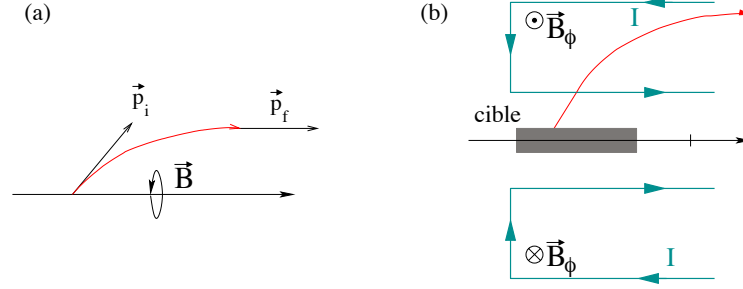 (a)
p⃗i
p⃗f
B⃗
(b)
I
⊙ B⃗ϕ
cible
⊗ B⃗ϕ
I